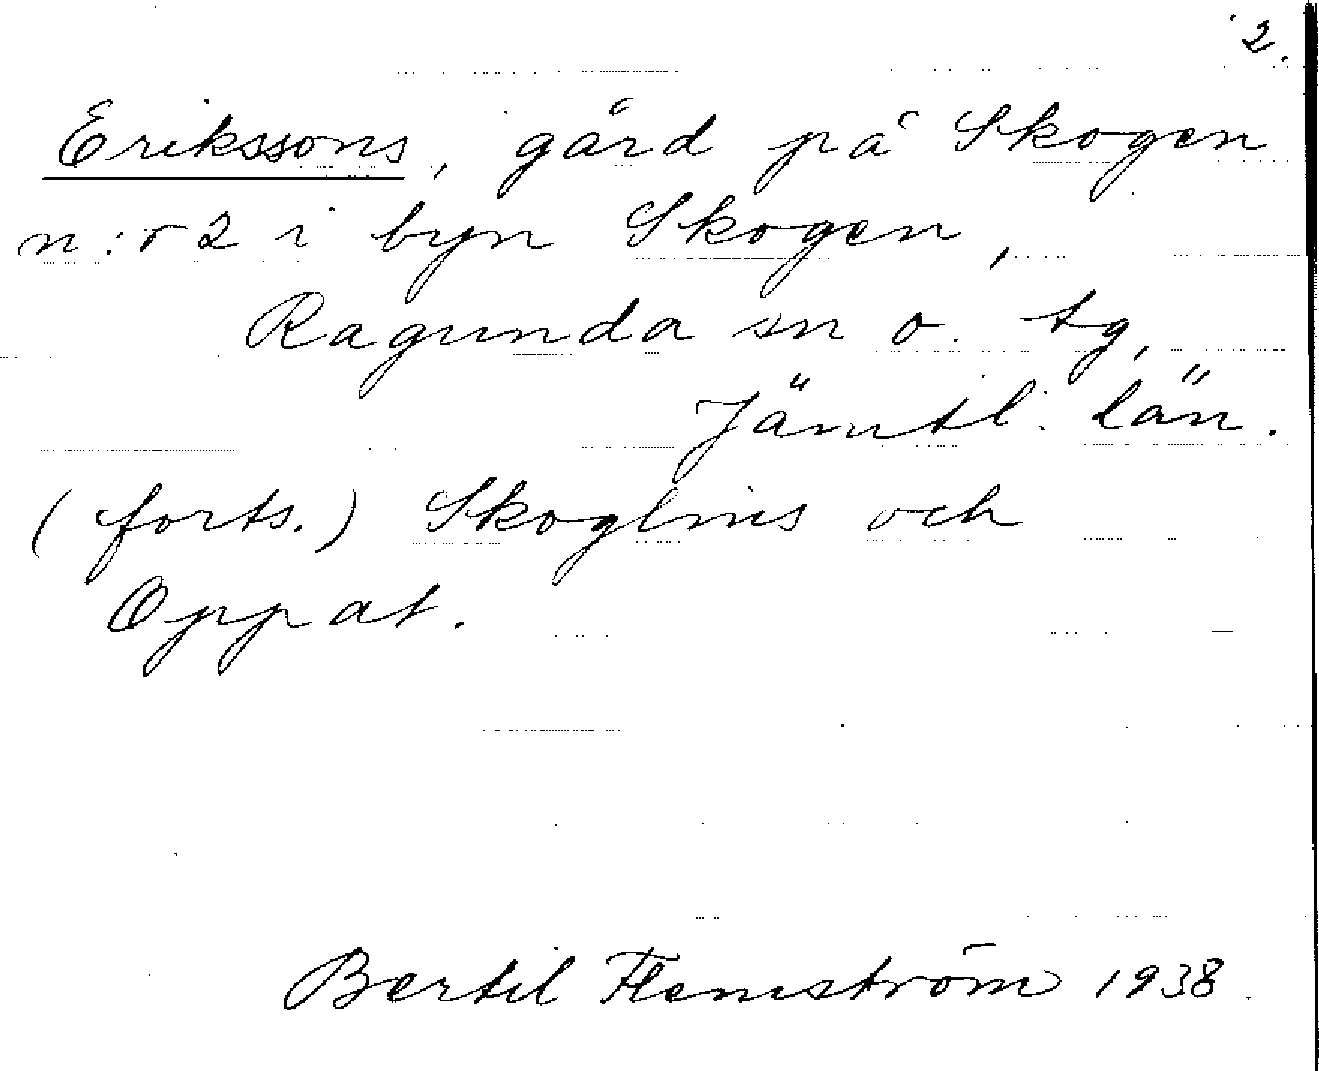 2.
Erikssons, gård på Skogen
n:r 2 i byn Skogen,
Ragunda sn o. tg,
Jämtl. län.
(forts.) Skoglins och
Oppat.
Bertil Flemström 1938